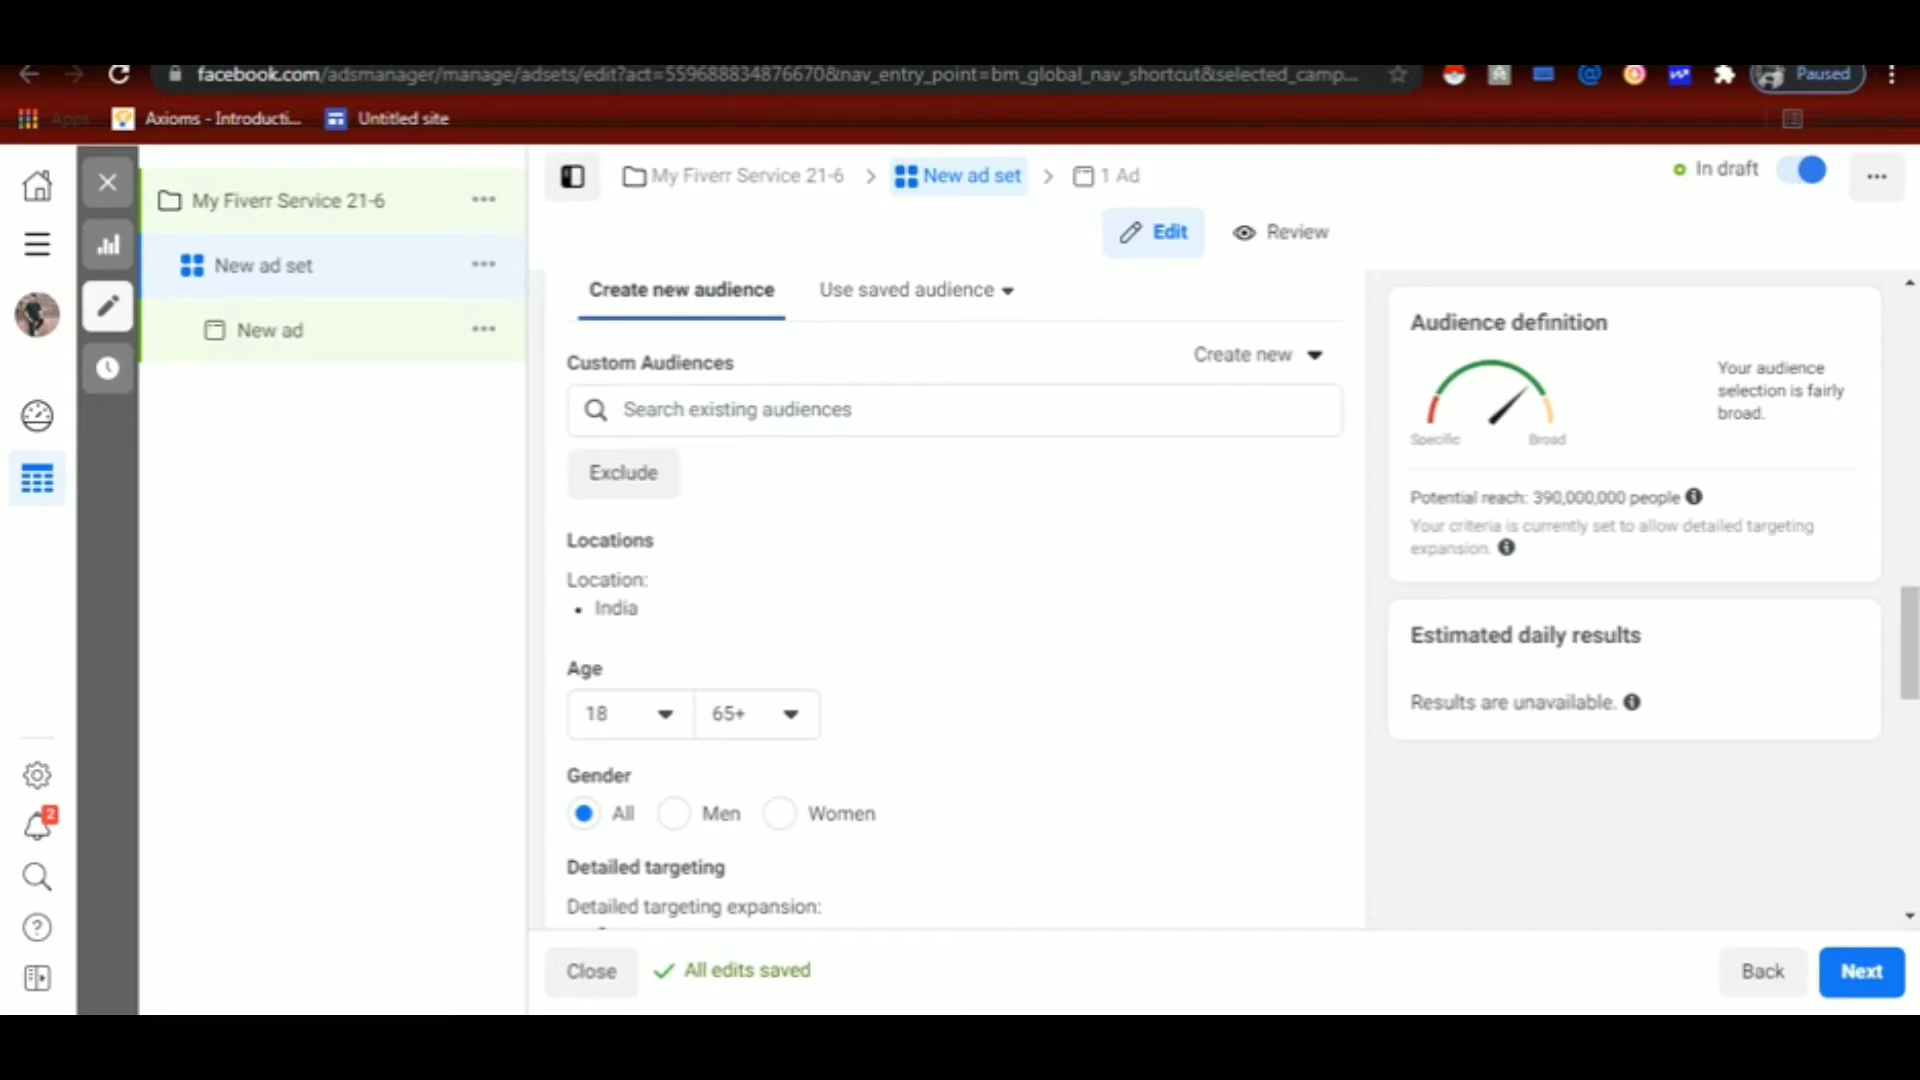 facebook.com/adsmanager/manage/adsets/edit?act=559688834876670&nav_entry_point=bm_global_nav_shortcut&selected_camp...
Paused
Apps
Axioms - Introducti...
Untitled site
My Fiverr Service 21-6
New ad set
1 Ad
In draft
My Fiverr Service 21-6
New ad set
New ad
Edit
Review
Create new audience
Use saved audience
Custom Audiences
Create new
Search existing audiences
Exclude
Locations
Location:
• India
Age
18
65+
Gender
All
Men
Women
Detailed targeting
Detailed targeting expansion:
Audience definition
Your audience
selection is fairly
broad.
Specific
Broad
Potential reach: 390,000,000 people
Your criteria is currently set to allow detailed targeting
expansion.
Estimated daily results
Results are unavailable.
2
Close
All edits saved
Back
Next